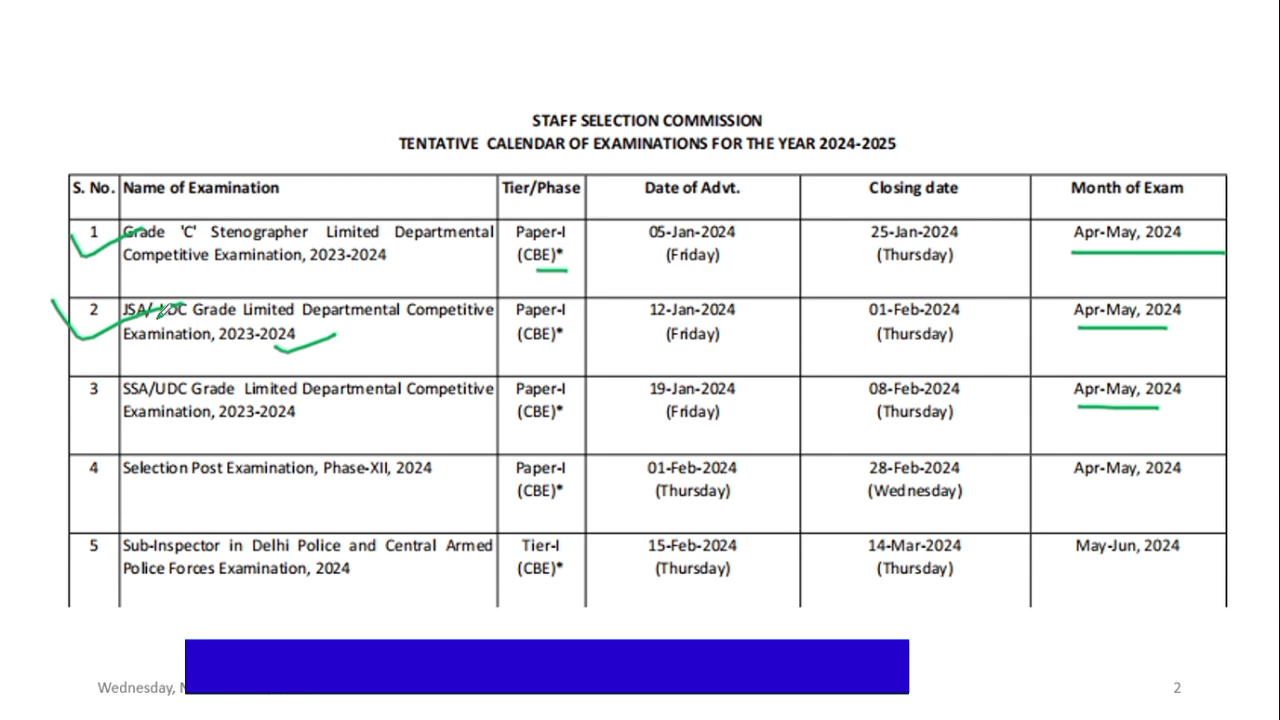 STAFF SELECTION COMMISSION
TENTATIVE CALENDAR OF EXAMINATIONS FOR THE YEAR 2024-2025
S. No. Name of Examination Tier/Phase Date of Advt. Closing date Month of Exam
1 Grade 'C' Stenographer Limited Departmental Paper-I 05-Jan-2024 25-Jan-2024 Apr-May, 2024
Competitive Examination, 2023-2024 (CBE)* (Friday) (Thursday)
2 JSA/LDC Grade Limited Departmental Competitive Paper-I 12-Jan-2024 01-Feb-2024 Apr-May, 2024
Examination, 2023-2024 (CBE)* (Friday) (Thursday)
3 SSA/UDC Grade Limited Departmental Competitive Paper-I 19-Jan-2024 08-Feb-2024 Apr-May, 2024
Examination, 2023-2024 (CBE)* (Friday) (Thursday)
4 Selection Post Examination, Phase-XII, 2024 Paper-I 01-Feb-2024 28-Feb-2024 Apr-May, 2024
(CBE)* (Thursday) (Wednesday)
5 Sub-Inspector in Delhi Police and Central Armed Tier-I 15-Feb-2024 14-Mar-2024 May-Jun, 2024
Police Forces Examination, 2024 (CBE)* (Thursday) (Thursday)
Wednesday, 2